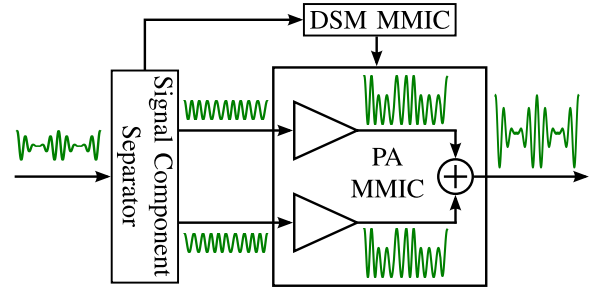 DSM MMIC
Signal Component
Separator
PA
MMIC